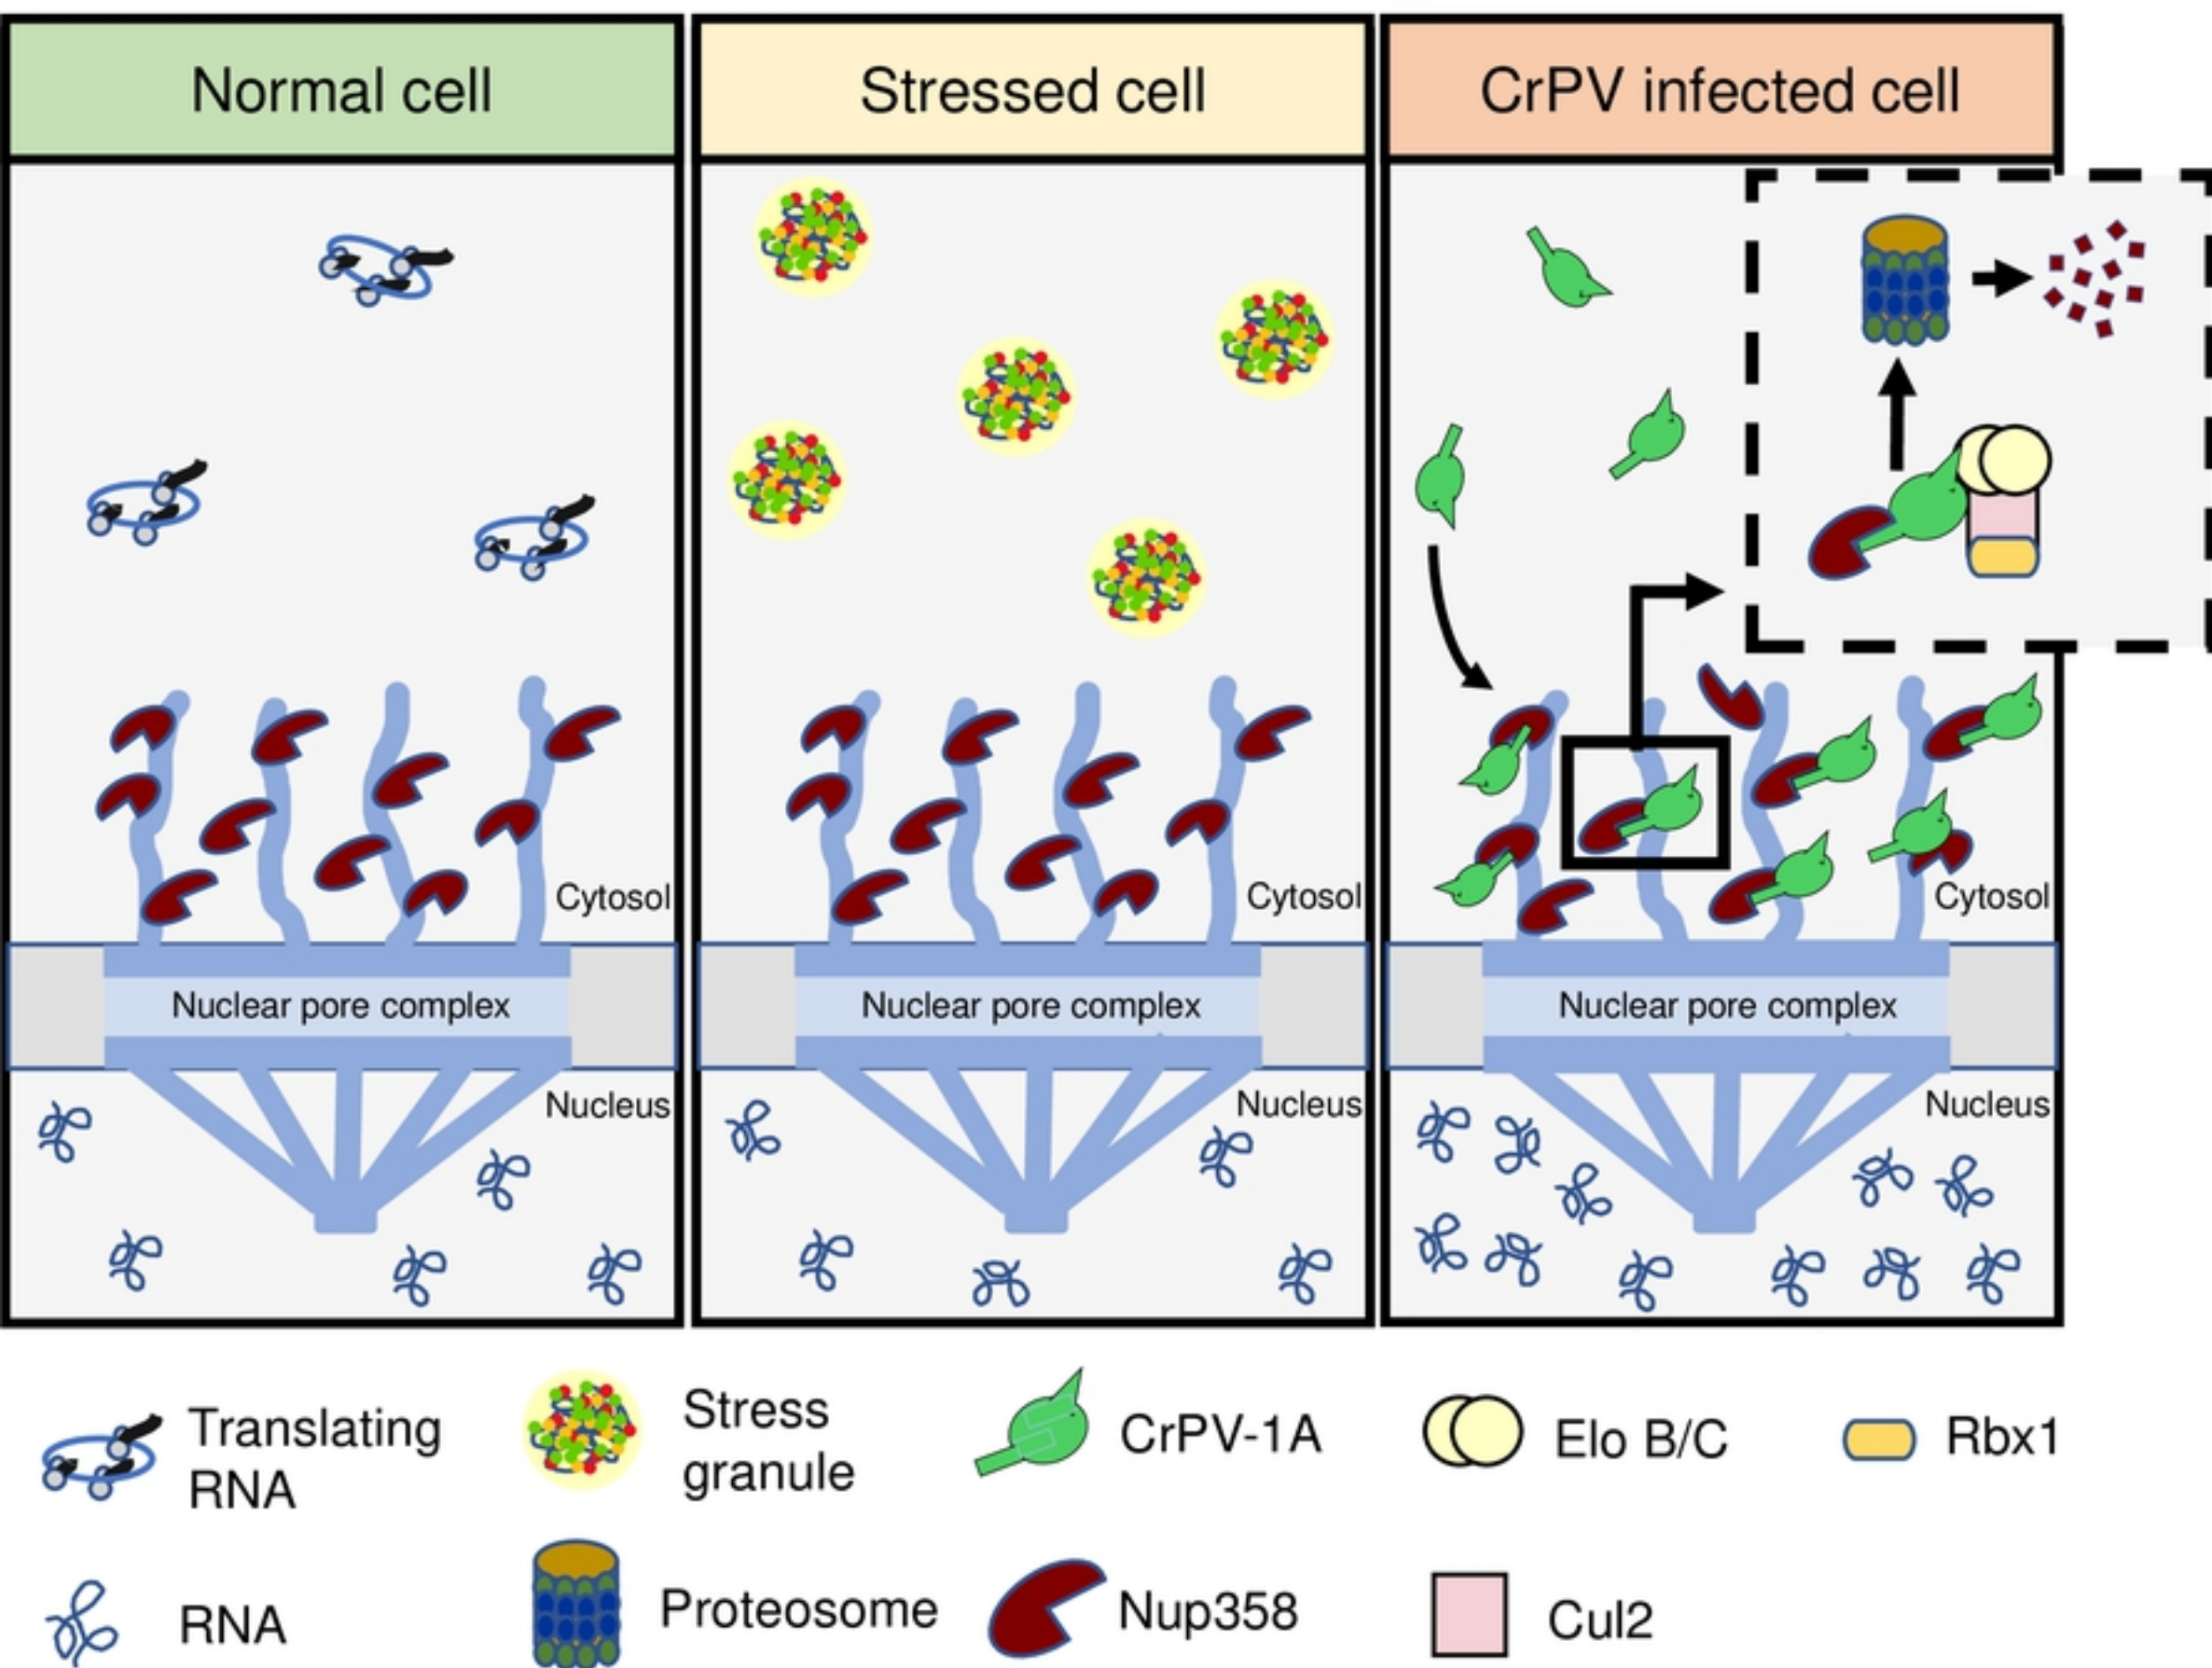 Normal cell
Stressed cell
CrPV infected cell
Cytosol
Cytosol
Cytosol
Nuclear pore complex
Nuclear pore complex
Nuclear pore complex
Nucleus
Nucleus
Nucleus
Translating
RNA
Stress
granule
CrPV-1A
Elo B/C
Rbx1
RNA
Proteosome
Nup358
Cul2